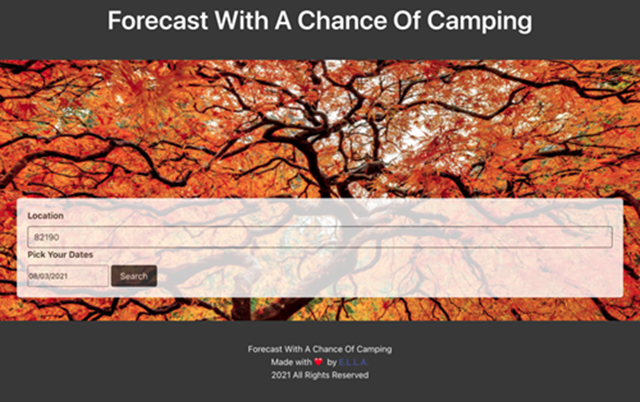 Forecast With A Chance Of Camping
Location
82190
Pick Your Dates
08/03/2021 Search
Forecast With A Chance Of Camping
Made with ❤️ by E.L.L.A.
2021 All Rights Reserved